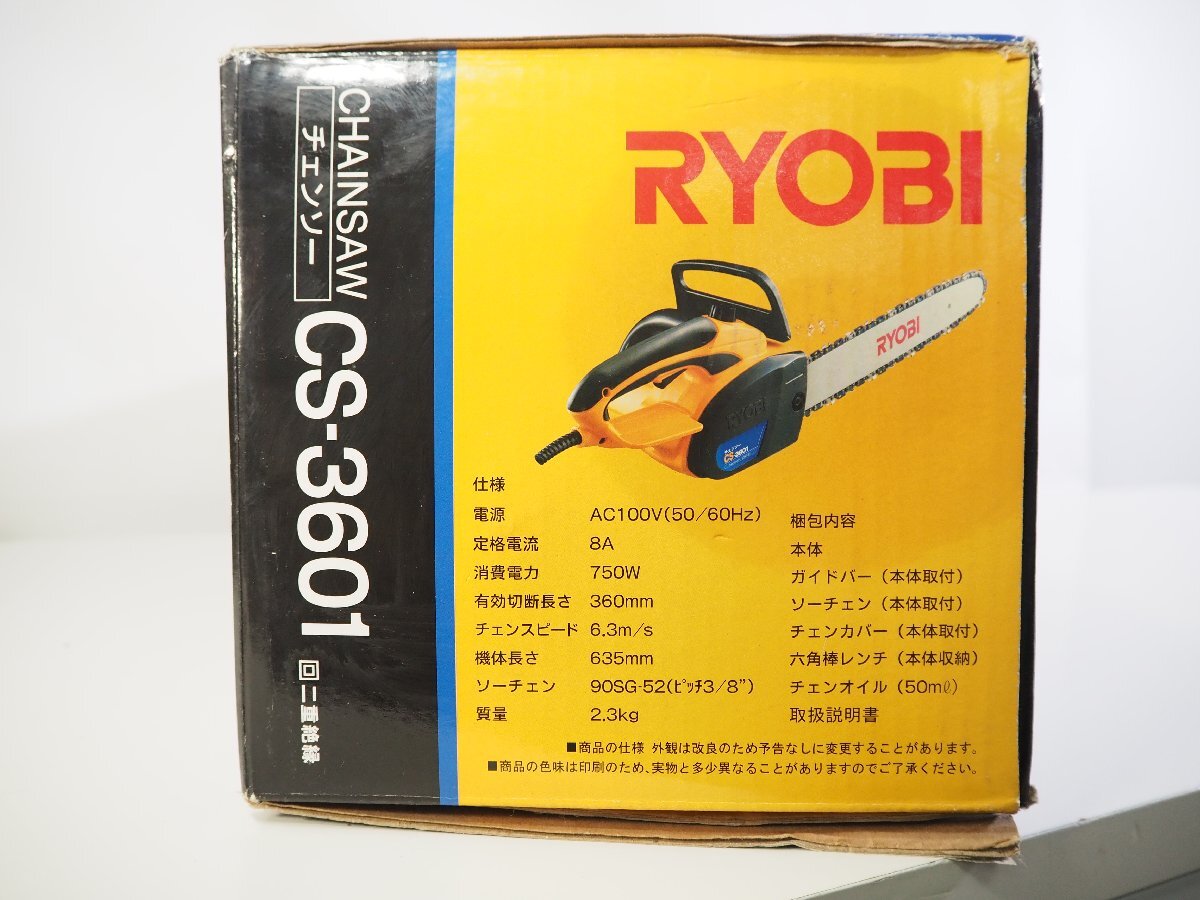 CHAINSAW
チェンソー
CS-3601
回二重絶縁
RYOBI
RYOBI
RYOBI
CS-3601
仕様
電源 AC100V(50/60Hz)
定格電流 8A
消費電力 750W
有効切断長さ 360mm
チェンスピード 6.3m/s
機体長さ 635mm
ソーチェン 90SG-52(ﾋﾟｯﾁ3/8”)
質量 2.3kg
梱包内容
本体
ガイドバー（本体取付）
ソーチェン（本体取付）
チェンカバー（本体取付）
六角棒レンチ（本体収納）
チェンオイル（50mℓ）
取扱説明書
■商品の仕様 外観は改良のため予告なしに変更することがあります。
■商品の色味は印刷のため、実物と多少異なることがありますのでご了承ください。